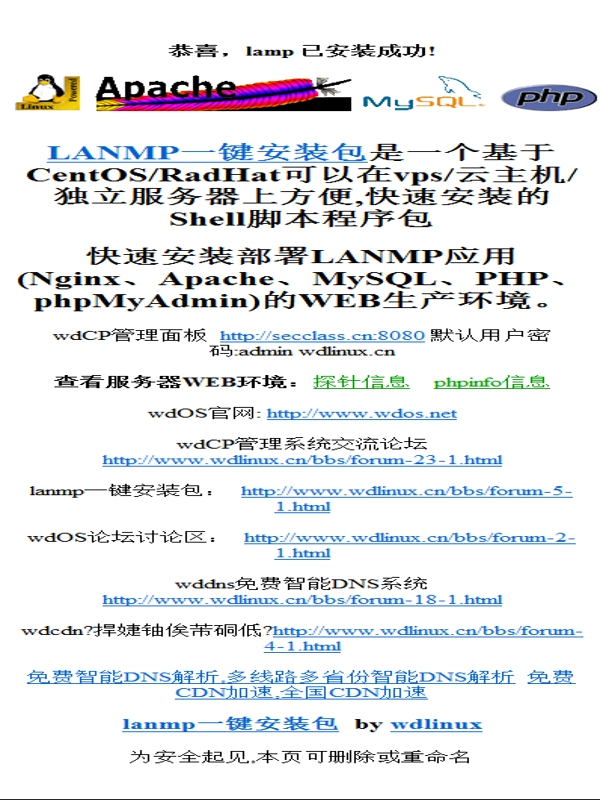 恭喜，lamp 已安装成功!
Linux Powered Apache MySQL php
LANMP一键安装包是一个基于
CentOS/RadHat可以在vps/云主机/
独立服务器上方便,快速安装的
Shell脚本程序包
快速安装部署LANMP应用
(Nginx、Apache、MySQL、PHP、
phpMyAdmin)的WEB生产环境。
wdCP管理面板 http://secclass.cn:8080 默认用户密
码:admin wdlinux.cn
查看服务器WEB环境：探针信息 phpinfo信息
wdOS官网: http://www.wdos.net
wdCP管理系统交流论坛
http://www.wdlinux.cn/bbs/forum-23-1.html
lanmp一键安装包： http://www.wdlinux.cn/bbs/forum-5-
1.html
wdOS论坛讨论区： http://www.wdlinux.cn/bbs/forum-2-
1.html
wddns免费智能DNS系统
http://www.wdlinux.cn/bbs/forum-18-1.html
wdcdn?捍婕铀俟苫硐低?http://www.wdlinux.cn/bbs/forum-
4-1.html
免费智能DNS解析,多线路多省份智能DNS解析 免费
CDN加速,全国CDN加速
lanmp一键安装包 by wdlinux
为安全起见,本页可删除或重命名